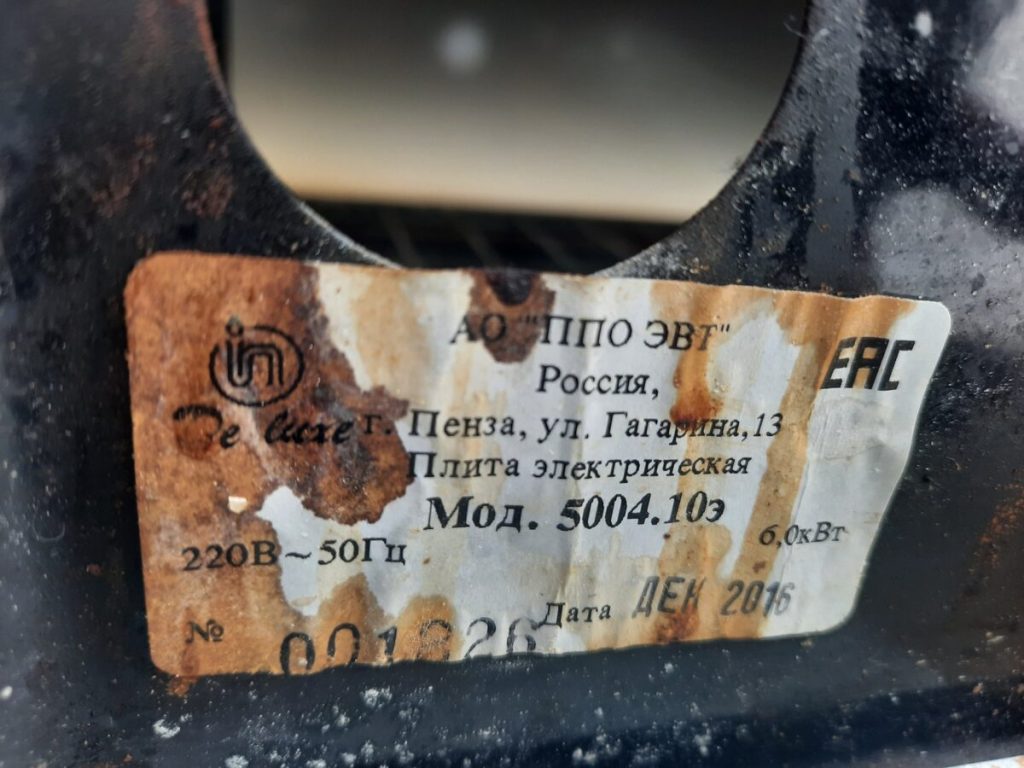 АО "ППО ЭВТ"
Россия,
De luxe г. Пенза, ул. Гагарина, 13
Плита электрическая
Мод. 5004.10э
220В ~ 50Гц 6,0кВт
Дата ДЕК 2016
№
EAC